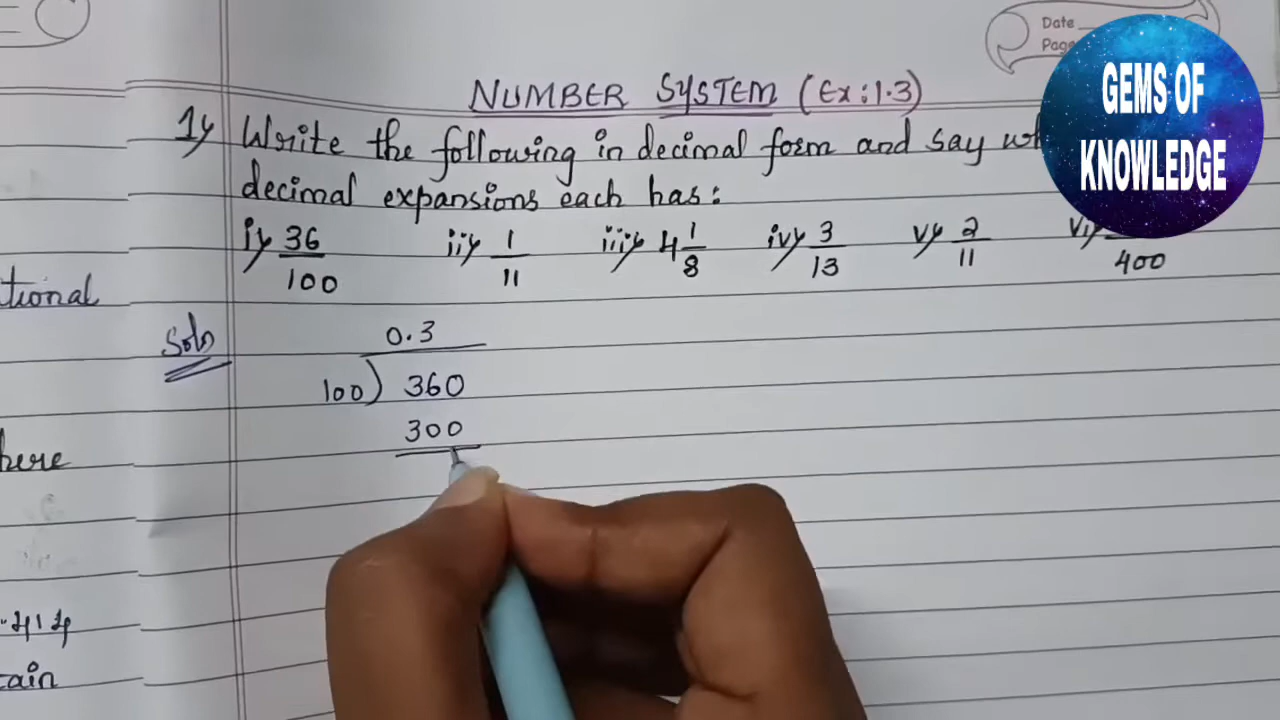 Date
Page
GEMS OF
KNOWLEDGE
NUMBER SYSTEM (Ex:1.3)
1) Write the following in decimal form and say
decimal expansions each has:
i) 36/100 ii) 1/11 iii) 4 1/8 iv) 3/13 v) 2/11 vi) /400
tional
Soln
0.3
100) 360
300
here
tain